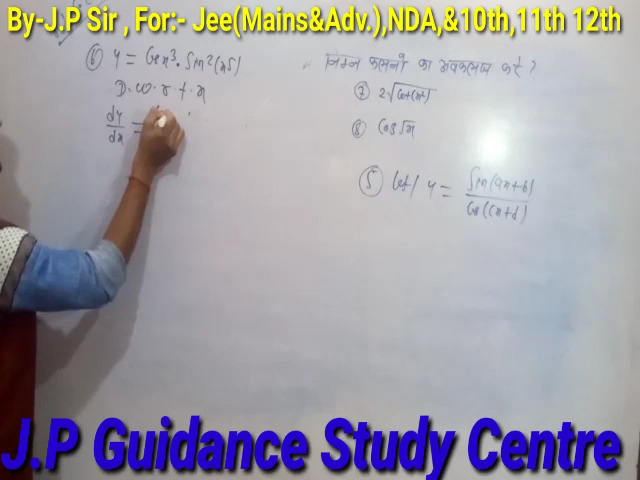 By-J.P Sir , For:- Jee(Mains&Adv.),NDA,&10th,11th 12th
⑥ y = Cos x³ · Sin²(x⁵)
D·w·r·t·x
dy/dx =
निम्न फलनों का अवकलन करें ?
⑦ 2√Cot(x²)
⑧ Cos√x
⑤ Let y = Sin(ax+b) / Cos(cx+d)
J.P Guidance Study Centre